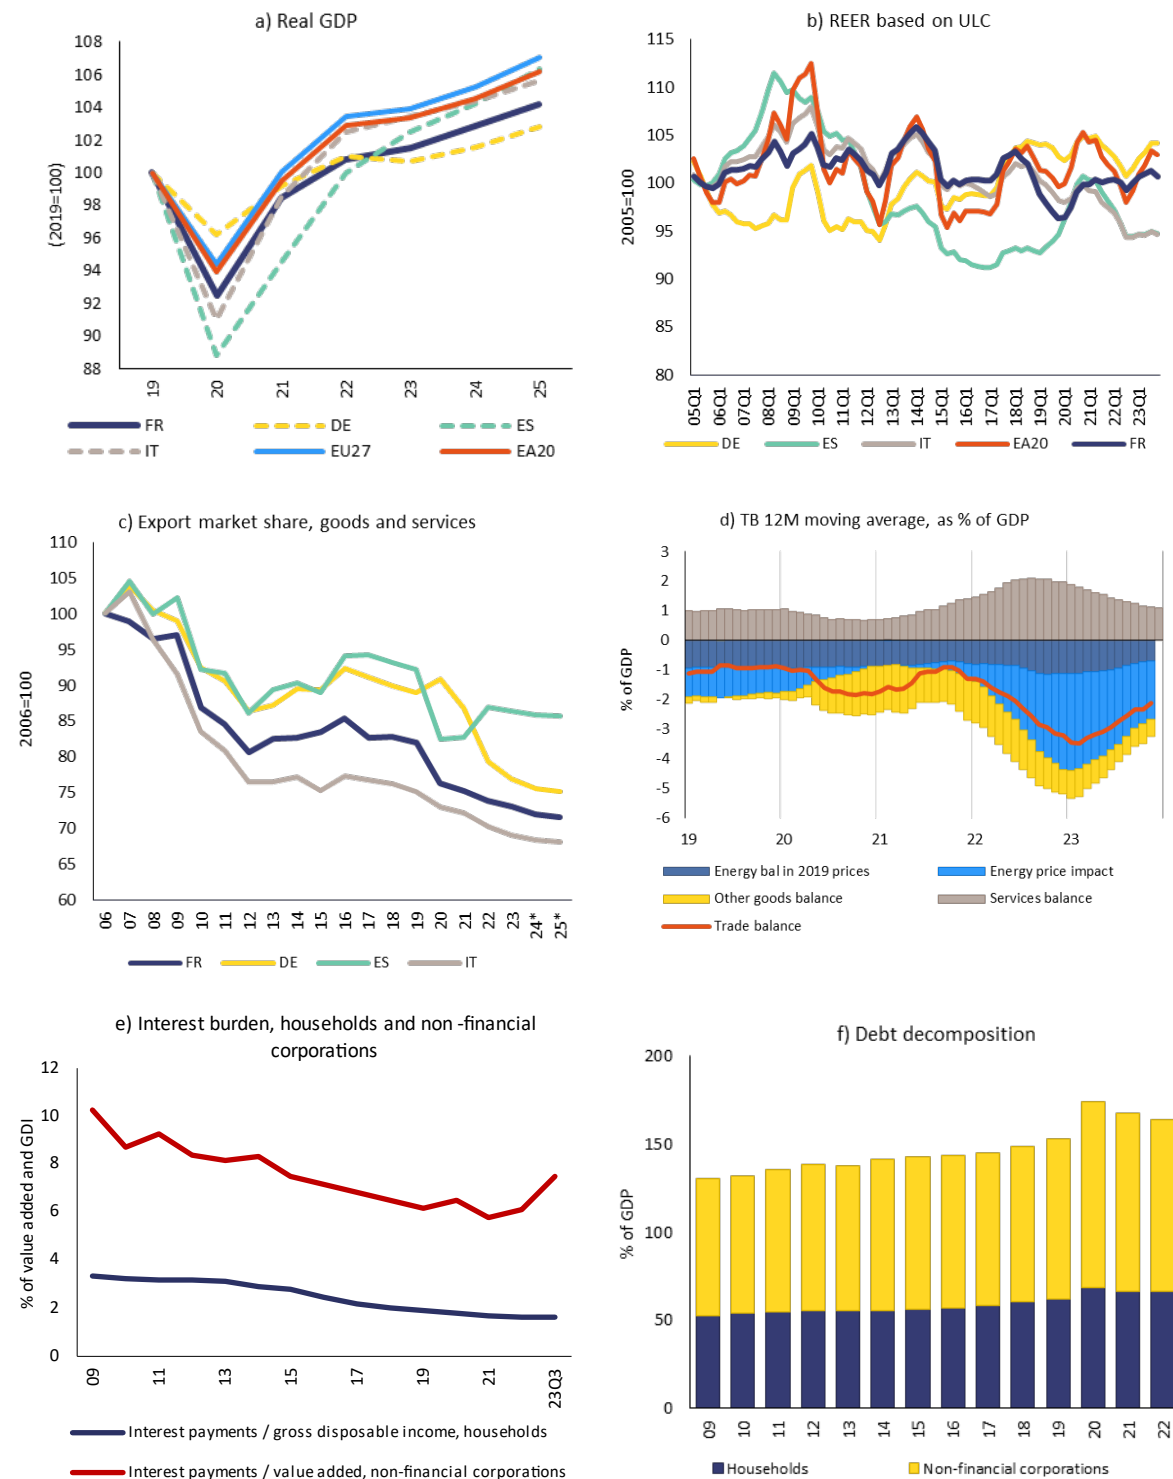 a) Real GDP
(2019=100)
108
106
104
102
100
98
96
94
92
90
88
19 20 21 22 23 24 25
FR DE ES
IT EU27 EA20
b) REER based on ULC
2005=100
115
110
105
100
95
90
85
80
05Q1 06Q1 07Q1 08Q1 09Q1 10Q1 11Q1 12Q1 13Q1 14Q1 15Q1 16Q1 17Q1 18Q1 19Q1 20Q1 21Q1 22Q1 23Q1
DE ES IT EA20 FR
c) Export market share, goods and services
2006=100
110
105
100
95
90
85
80
75
70
65
60
06 07 08 09 10 11 12 13 14 15 16 17 18 19 20 21 22 23 24* 25*
FR DE ES IT
d) TB 12M moving average, as % of GDP
% of GDP
3
2
1
0
-1
-2
-3
-4
-5
-6
19 20 21 22 23
Energy bal in 2019 prices Energy price impact
Other goods balance Services balance
Trade balance
e) Interest burden, households and non -financial
corporations
% of value added and GDI
12
10
8
6
4
2
0
09 11 13 15 17 19 21 23Q3
Interest payments / gross disposable income, households
Interest payments / value added, non-financial corporations
f) Debt decomposition
% of GDP
200
150
100
50
0
09 10 11 12 13 14 15 16 17 18 19 20 21 22
Households Non-financial corporations